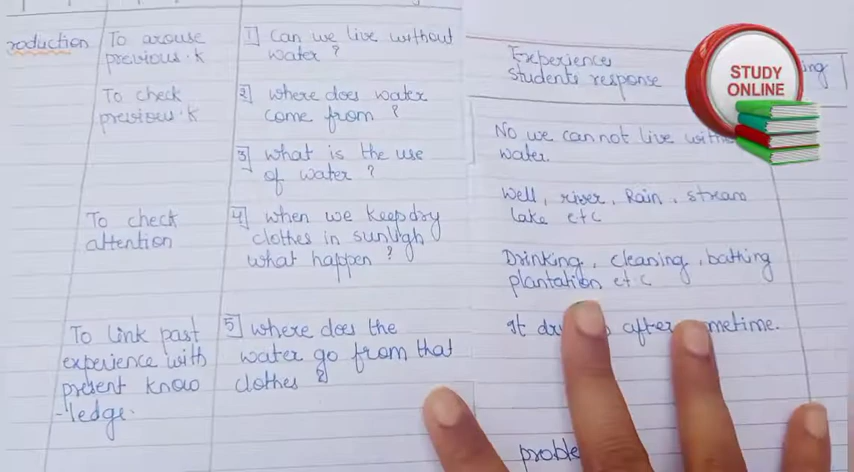 roduction
To arouse
previous.K
To check
previous.K
To check
attention
To link past
experience with
present know
-ledge.
1] Can we live without
water ?
2] where does water
come from ?
3] what is the use
of water ?
4] when we keep dry
clothes in sunligh
what happen ?
5] where does the
water go from that
clothes ?
Experience
students response
ing
No we cannot live with
water.
Well, river, Rain, stream
lake etc
Drinking, cleaning, bathing
plantation etc
It after metime.
proble
STUDY
ONLINE